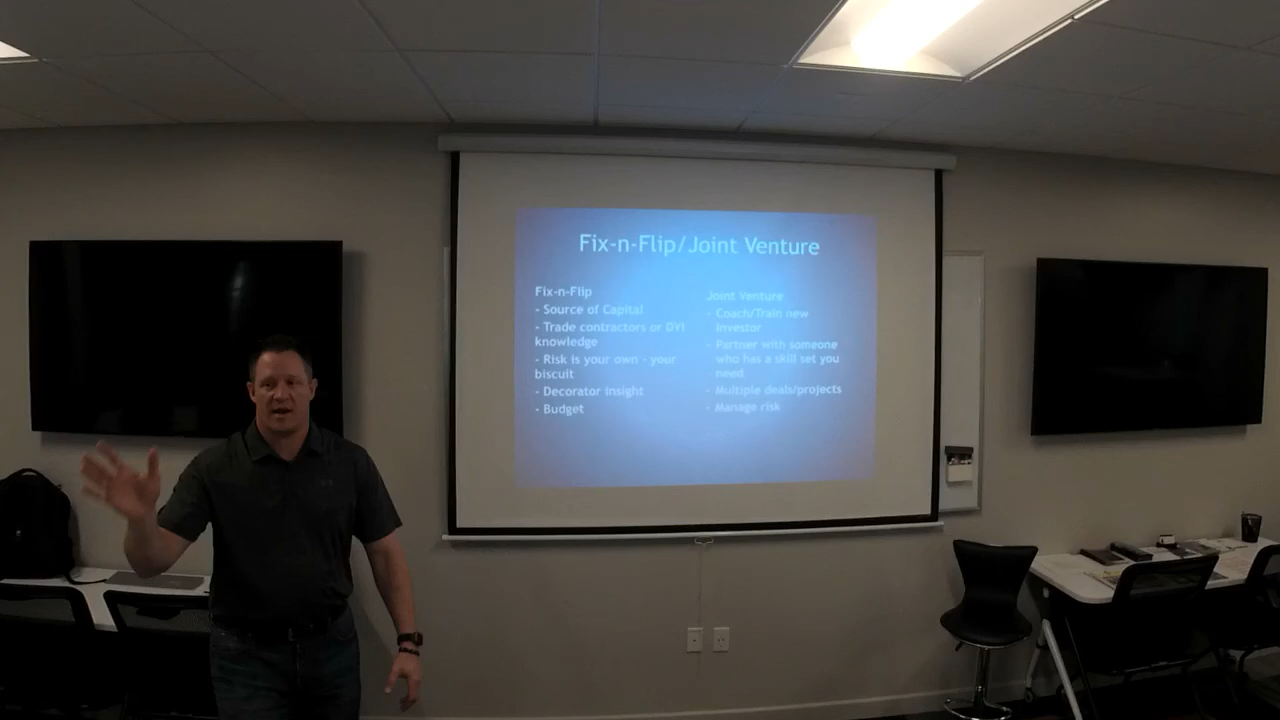 Fix-n-Flip/Joint Venture
Fix-n-Flip
- Source of Capital
- Trade contractors or DYI
knowledge
- Risk is your own - your
biscuit
- Decorator insight
- Budget
Joint Venture
- Coach/Train new
investor
- Partner with someone
who has a skill set you
need
- Multiple deals/projects
- Manage risk